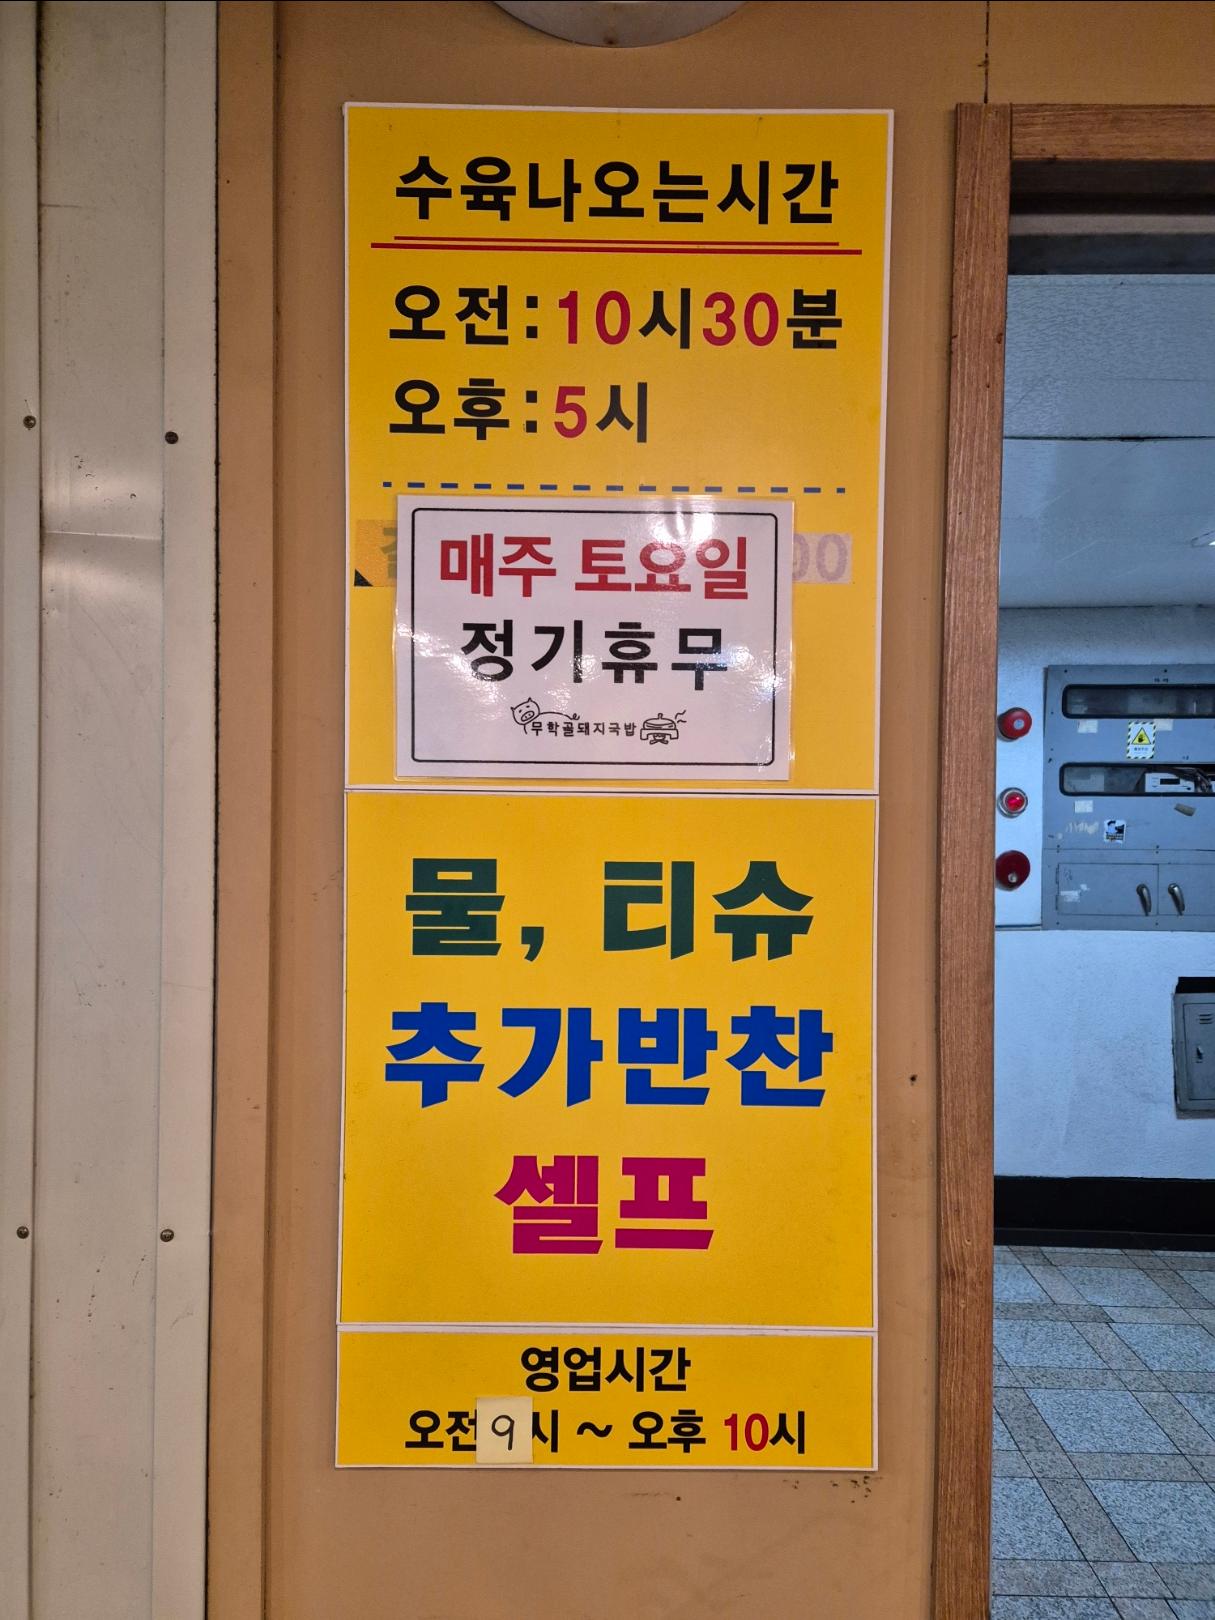 수육나오는시간
오전:10시30분
오후:5시
매주 토요일
정기휴무
무학골돼지국밥
물, 티슈
추가반찬
셀프
영업시간
오전9시 ~ 오후 10시